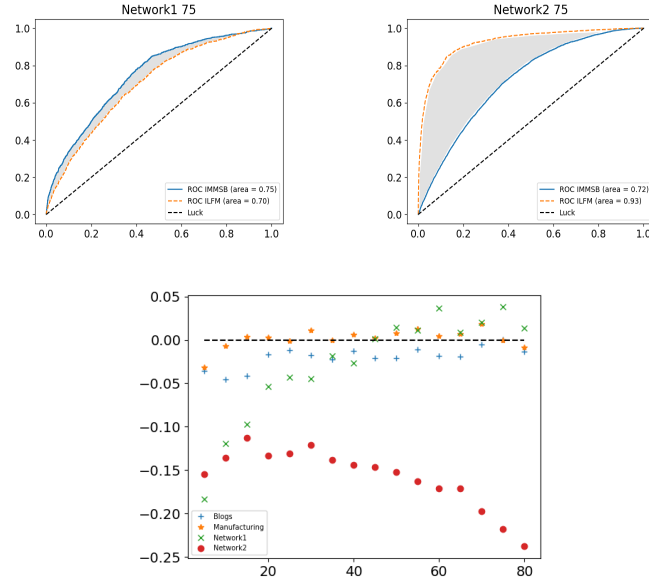 Network1 75
1.0
0.8
0.6
0.4
0.2
0.0
0.0 0.2 0.4 0.6 0.8 1.0
ROC IMMSB (area = 0.75)
ROC ILFM (area = 0.70)
Luck
Network2 75
1.0
0.8
0.6
0.4
0.2
0.0
0.0 0.2 0.4 0.6 0.8 1.0
ROC IMMSB (area = 0.72)
ROC ILFM (area = 0.93)
Luck
0.05
0.00
−0.05
−0.10
−0.15
−0.20
−0.25
20 40 60 80
Blogs
Manufacturing
Network1
Network2